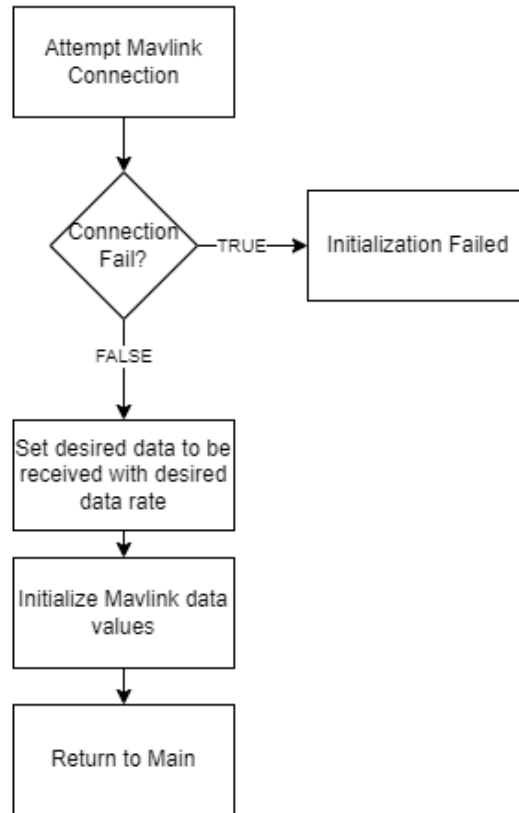 Attempt Mavlink
Connection
Connection
Fail?
TRUE
Initialization Failed
FALSE
Set desired data to be
received with desired
data rate
Initialize Mavlink data
values
Return to Main